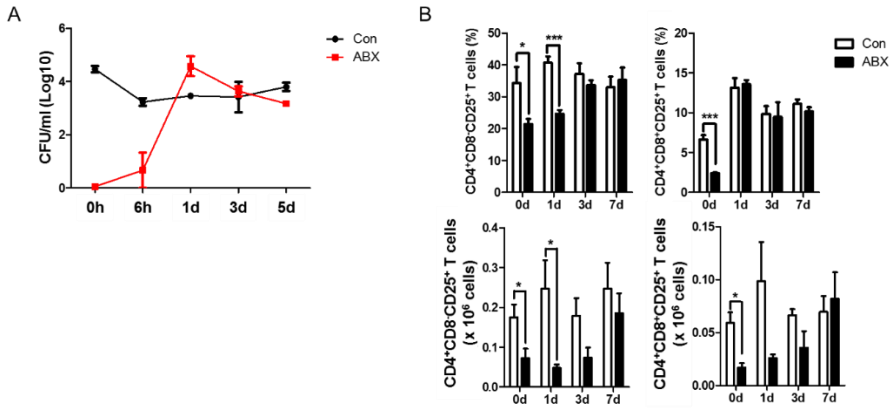 A
Con
ABX
CFU/ml (Log10)
6
4
2
0
0h 6h 1d 3d 5d
B
CD4+CD8-CD25+ T cells (%)
50
40
30
20
10
0
* ***
0d 1d 3d 7d
CD4+CD8+CD25+ T cells (%)
20
15
10
5
0
***
0d 1d 3d 7d
Con
ABX
CD4+CD8-CD25+ T cells
(x 10⁶ cells)
0.4
0.3
0.2
0.1
0.0
* *
0d 1d 3d 7d
CD4+CD8+CD25+ T cells
(x 10⁶ cells)
0.15
0.10
0.05
0.00
*
0d 1d 3d 7d